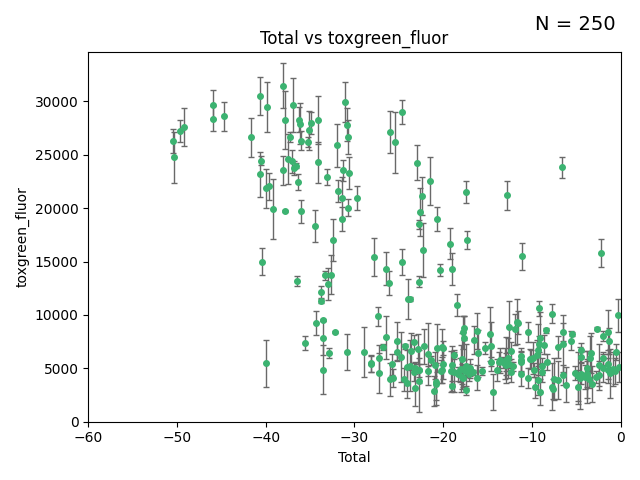 N = 250
Total vs toxgreen_fluor
30000
25000
20000
15000
10000
5000
0
toxgreen_fluor
−60 −50 −40 −30 −20 −10 0
Total